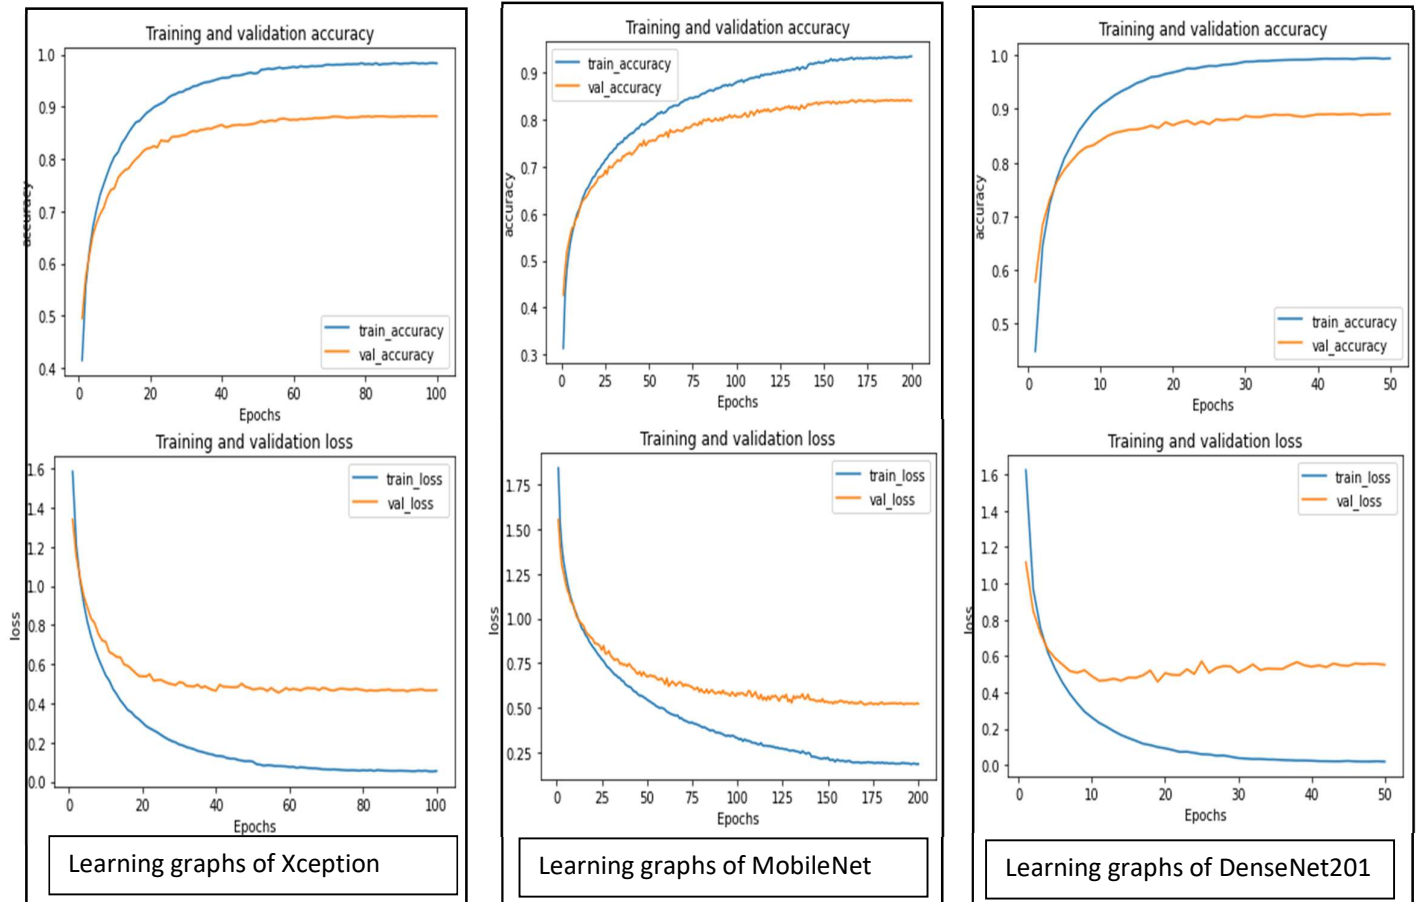 Training and validation accuracy
1.0
0.9
0.8
0.7
0.6
0.5
0.4
accuracy
train_accuracy
val_accuracy
0 20 40 60 80 100
Epochs
Training and validation loss
1.6
1.4
1.2
1.0
0.8
0.6
0.4
0.2
0.0
loss
train_loss
val_loss
0 20 40 60 80 100
Epochs
Learning graphs of Xception
Training and validation accuracy
0.9
0.8
0.7
0.6
0.5
0.4
0.3
accuracy
train_accuracy
val_accuracy
0 25 50 75 100 125 150 175 200
Epochs
Training and validation loss
1.75
1.50
1.25
1.00
0.75
0.50
0.25
loss
train_loss
val_loss
0 25 50 75 100 125 150 175 200
Epochs
Learning graphs of MobileNet
Training and validation accuracy
1.0
0.9
0.8
0.7
0.6
0.5
accuracy
train_accuracy
val_accuracy
0 10 20 30 40 50
Epochs
Training and validation loss
1.6
1.4
1.2
1.0
0.8
0.6
0.4
0.2
0.0
loss
train_loss
val_loss
0 10 20 30 40 50
Epochs
Learning graphs of DenseNet201